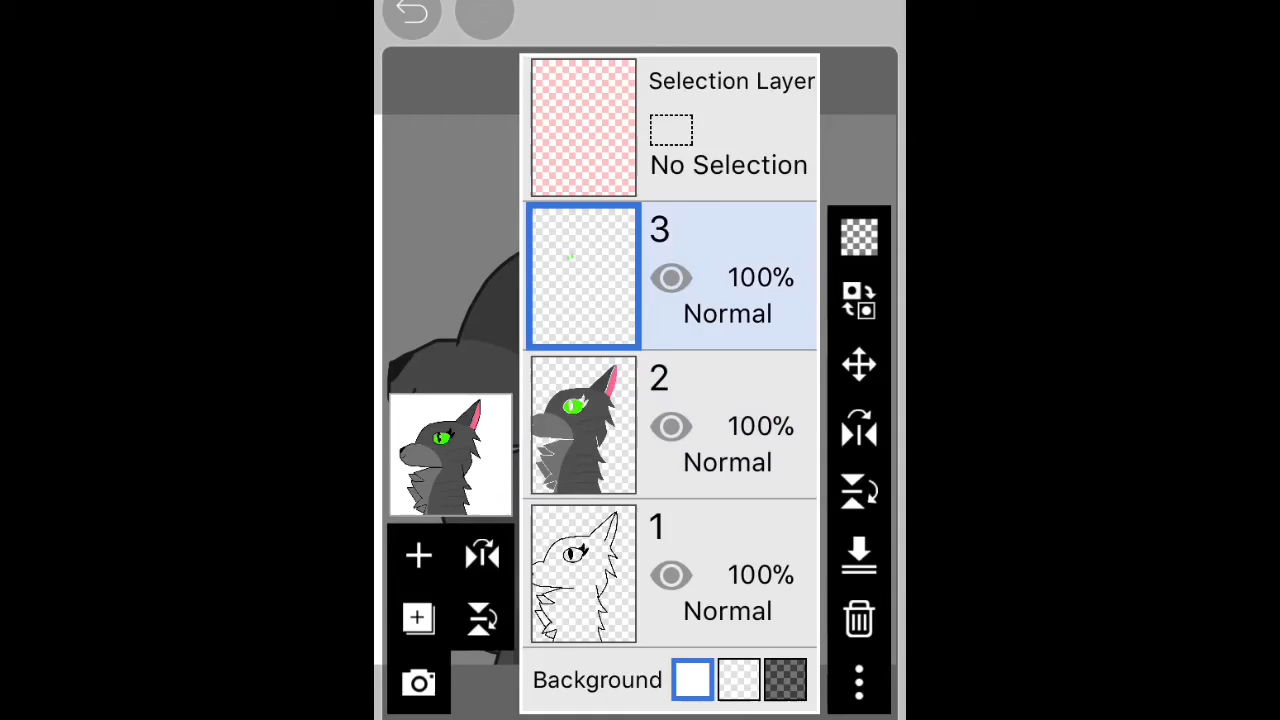 Selection Layer
No Selection
3
100%
Normal
2
100%
Normal
1
100%
Normal
Background